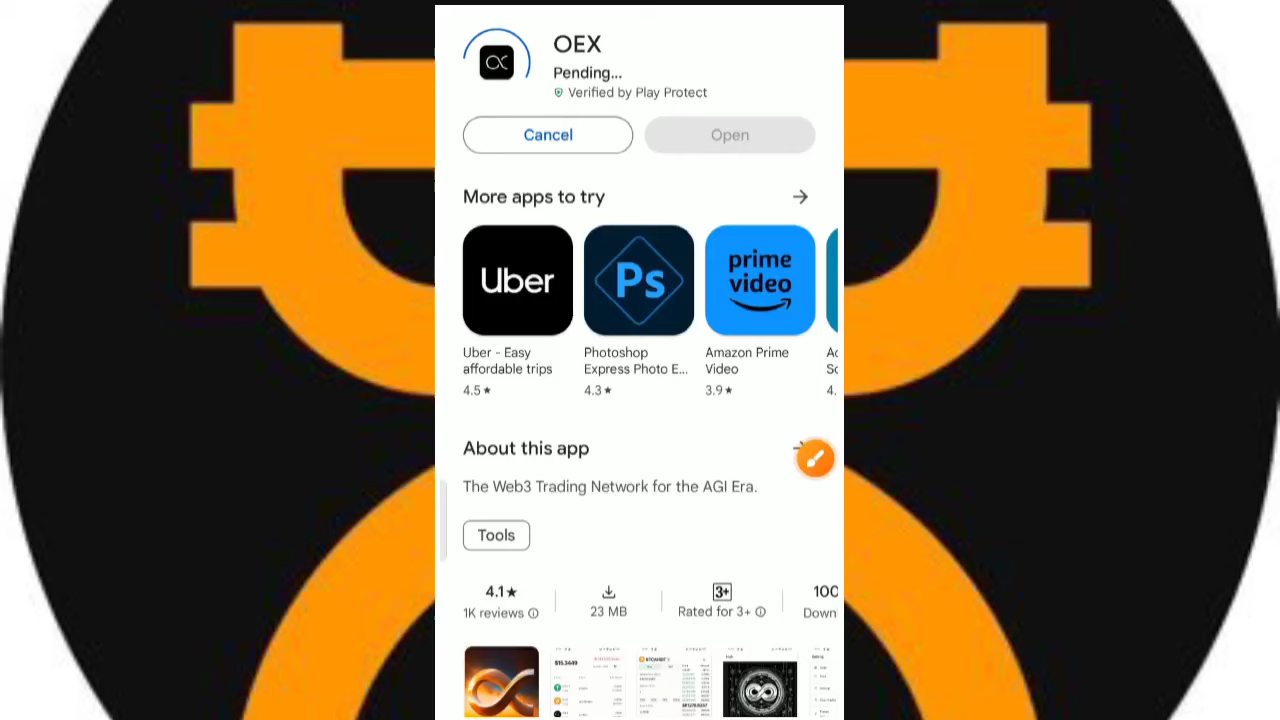 OEX
Pending...
Verified by Play Protect
Cancel
Open
More apps to try
Uber
Ps
prime
video
Uber - Easy
affordable trips
4.5★
Photoshop
Express Photo E...
4.3★
Amazon Prime
Video
3.9★
4.
About this app
The Web3 Trading Network for the AGI Era.
Tools
4.1★
1K reviews
23 MB
3+
Rated for 3+
100
Down